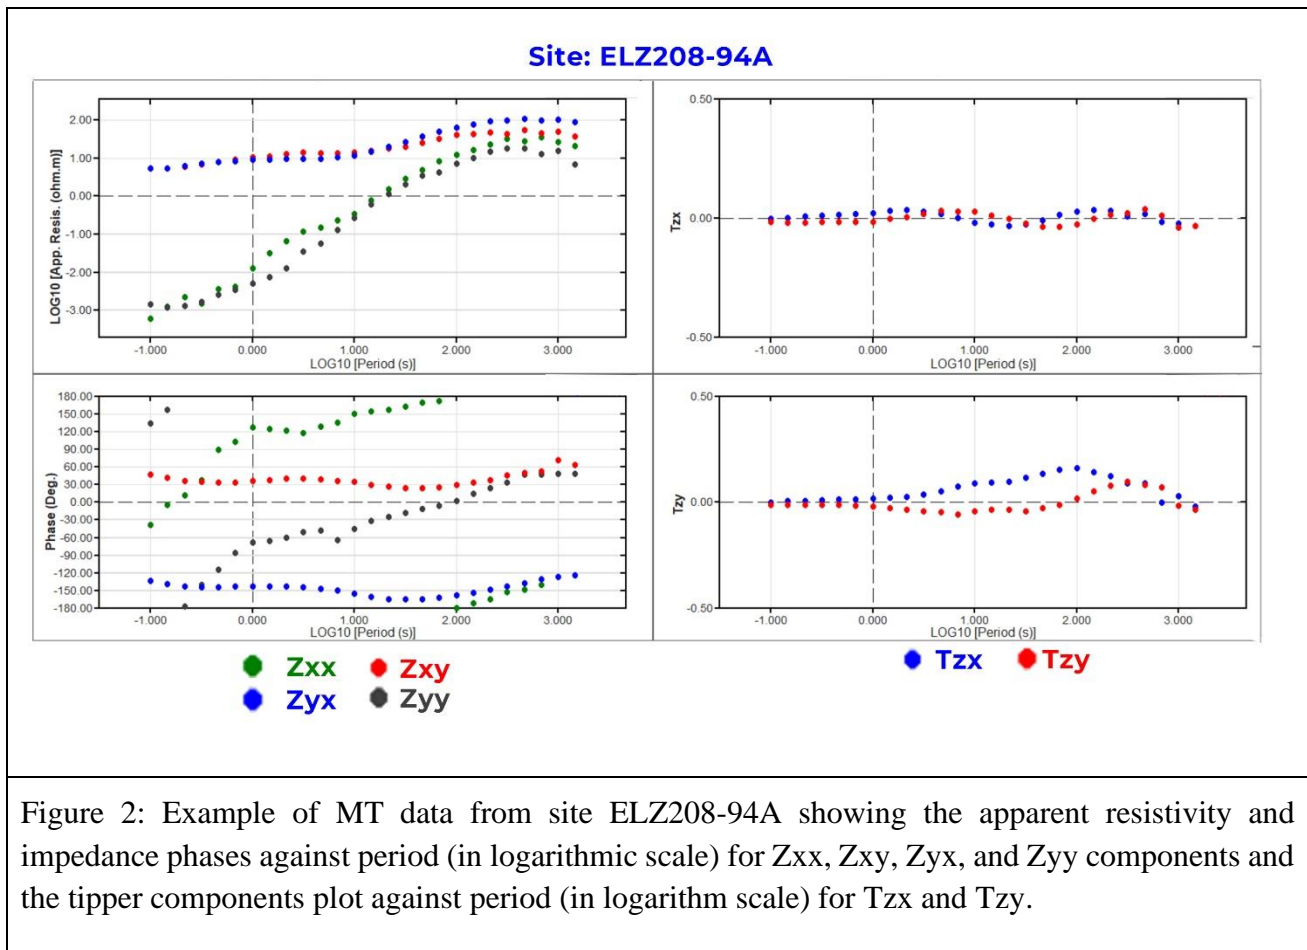 Site: ELZ208-94A
LOG10 [App. Resis. (ohm.m)]
2.00
1.00
0.00
-1.00
-2.00
-3.00
-1.000 0.000 1.000 2.000 3.000
LOG10 [Period (s)]
Tzx
0.50
0.00
-0.50
-1.000 0.000 1.000 2.000 3.000
LOG10 [Period (s)]
Phase (Deg.)
180.00
150.00
120.00
90.00
60.00
30.00
0.00
-30.00
-60.00
-90.00
-120.00
-150.00
-180.00
-1.000 0.000 1.000 2.000 3.000
LOG10 [Period (s)]
Tzy
0.50
0.00
-0.50
-1.000 0.000 1.000 2.000 3.000
LOG10 [Period (s)]
Zxx Zxy
Zyx Zyy
Tzx Tzy
Figure 2: Example of MT data from site ELZ208-94A showing the apparent resistivity and
impedance phases against period (in logarithmic scale) for Zxx, Zxy, Zyx, and Zyy components and
the tipper components plot against period (in logarithm scale) for Tzx and Tzy.